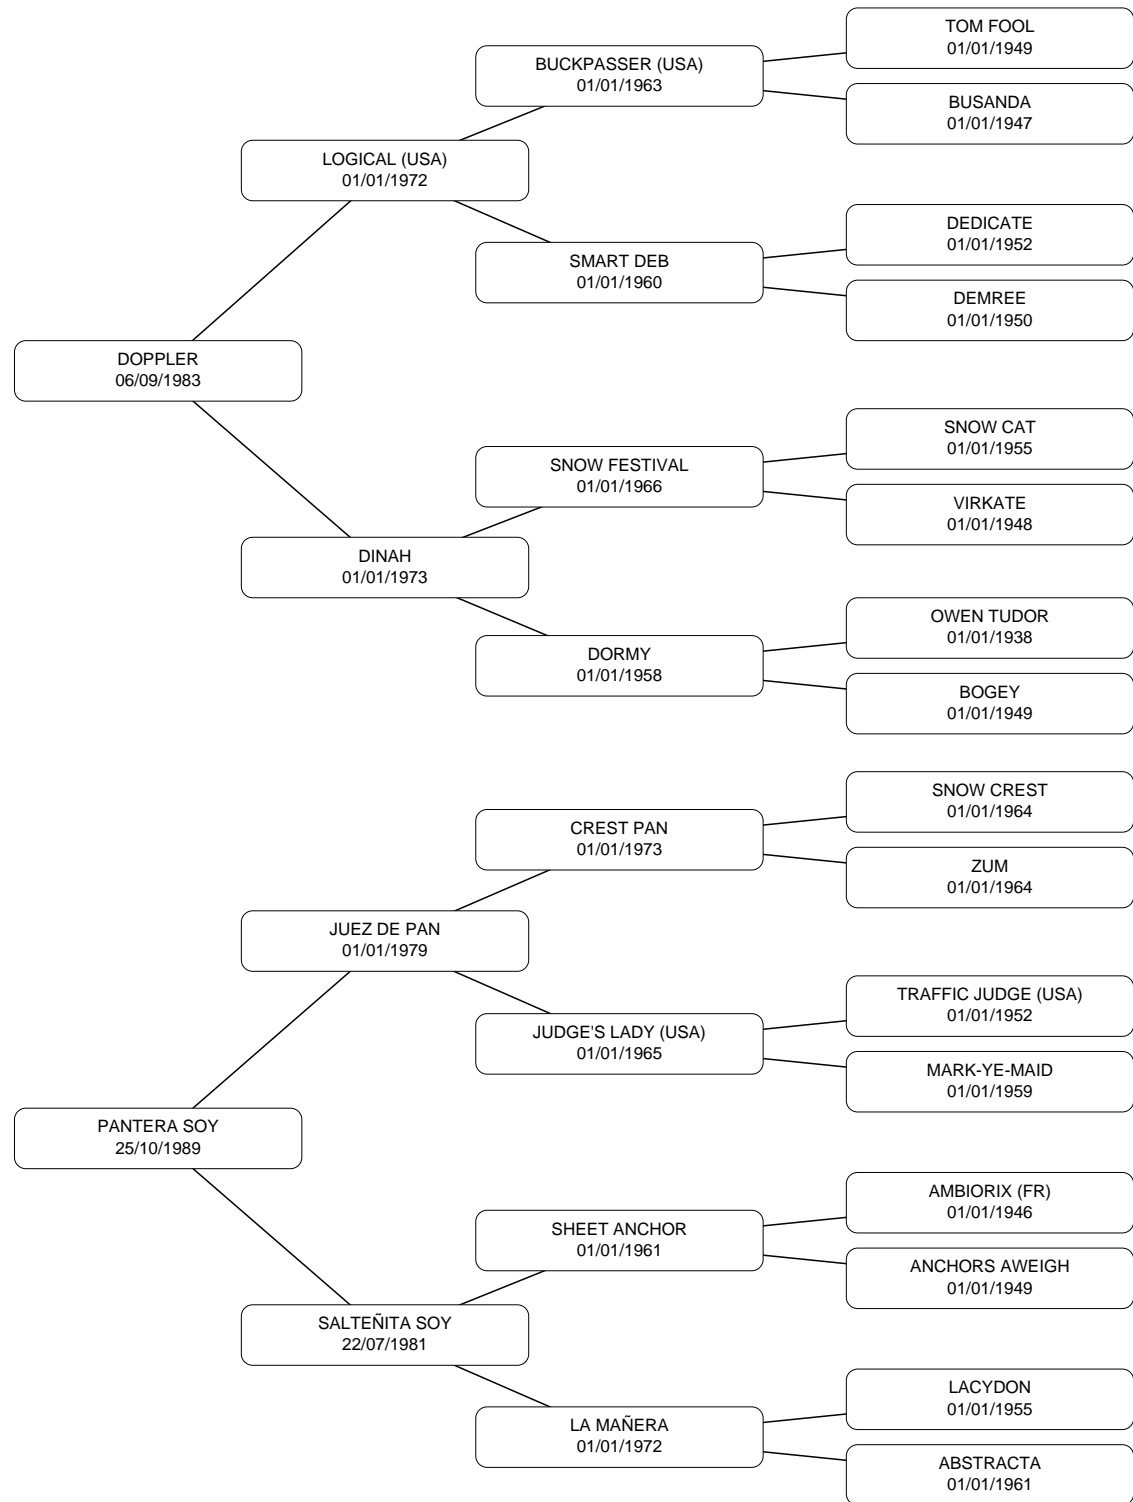 TOM FOOL
01/01/1949
BUCKPASSER (USA)
01/01/1963
BUSANDA
01/01/1947
LOGICAL (USA)
01/01/1972
DEDICATE
01/01/1952
SMART DEB
01/01/1960
DEMREE
01/01/1950
DOPPLER
06/09/1983
SNOW CAT
01/01/1955
SNOW FESTIVAL
01/01/1966
VIRKATE
01/01/1948
DINAH
01/01/1973
OWEN TUDOR
01/01/1938
DORMY
01/01/1958
BOGEY
01/01/1949
SNOW CREST
01/01/1964
CREST PAN
01/01/1973
ZUM
01/01/1964
JUEZ DE PAN
01/01/1979
TRAFFIC JUDGE (USA)
01/01/1952
JUDGE'S LADY (USA)
01/01/1965
MARK-YE-MAID
01/01/1959
PANTERA SOY
25/10/1989
AMBIORIX (FR)
01/01/1946
SHEET ANCHOR
01/01/1961
ANCHORS AWEIGH
01/01/1949
SALTEÑITA SOY
22/07/1981
LACYDON
01/01/1955
LA MAÑERA
01/01/1972
ABSTRACTA
01/01/1961